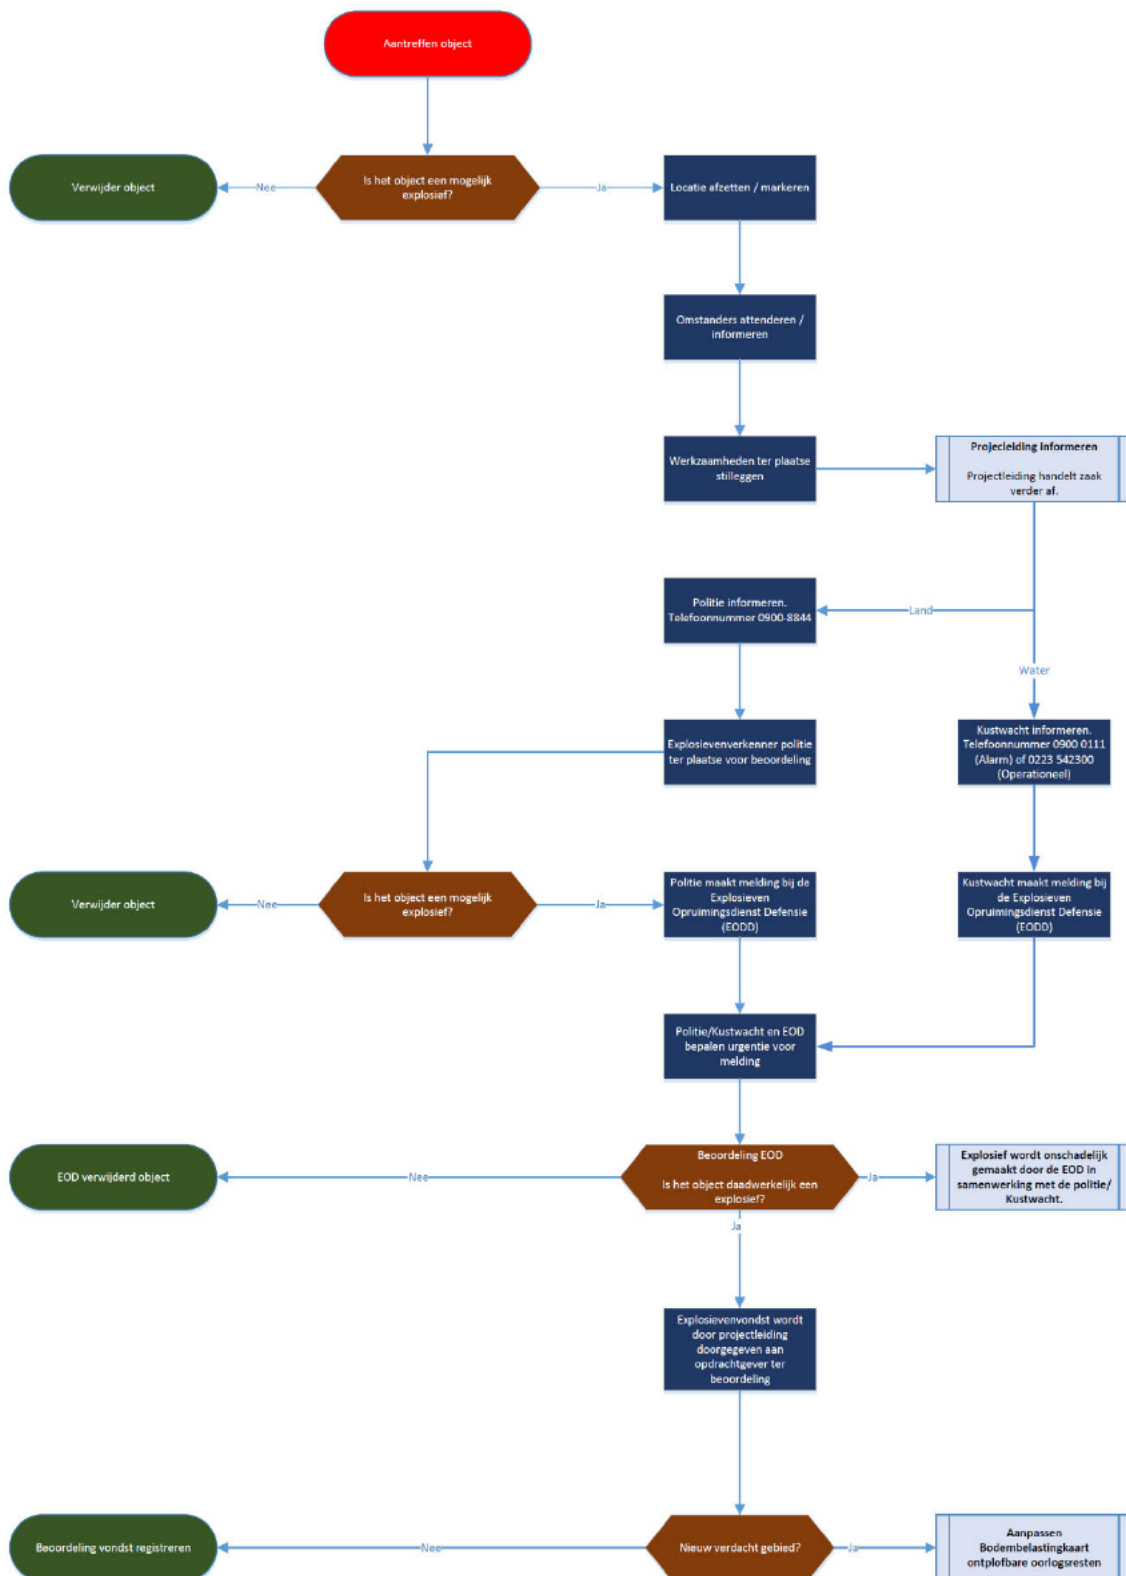 Aantreffen object
Verwijder object
Nee
Is het object een mogelijk
explosief?
Ja
Locatie afzetten / markeren
Omstanders attenderen /
informeren
Werkzaamheden ter plaatse
stilleggen
Projecleiding informeren
Projectleiding handelt zaak
verder af.
Politie informeren.
Telefoonnummer 0900-8844
Land
Water
Explosievenverkenner politie
ter plaatse voor beoordeling
Kustwacht informeren.
Telefoonnummer 0900 0111
(Alarm) of 0223 542300
(Operationeel)
Verwijder object
Nee
Is het object een mogelijk
explosief?
Ja
Politie maakt melding bij de
Explosieven
Opruimingsdienst Defensie
(EODD)
Kustwacht maakt melding bij
de Explosieven
Opruimingsdienst Defensie
(EODD)
Politie/Kustwacht en EOD
bepalen urgentie voor
melding
EOD verwijderd object
Nee
Beoordeling EOD
Is het object daadwerkelijk een
explosief?
Ja
Explosief wordt onschadelijk
gemaakt door de EOD in
samenwerking met de politie/
Kustwacht.
Ja
Explosievenvondst wordt
door projectleiding
doorgegeven aan
opdrachtgever ter
beoordeling
Beoordeling vondst registreren
Nee
Nieuw verdacht gebied?
Ja
Aanpassen
Bodembelastingkaart
ontplofbare oorlogsresten